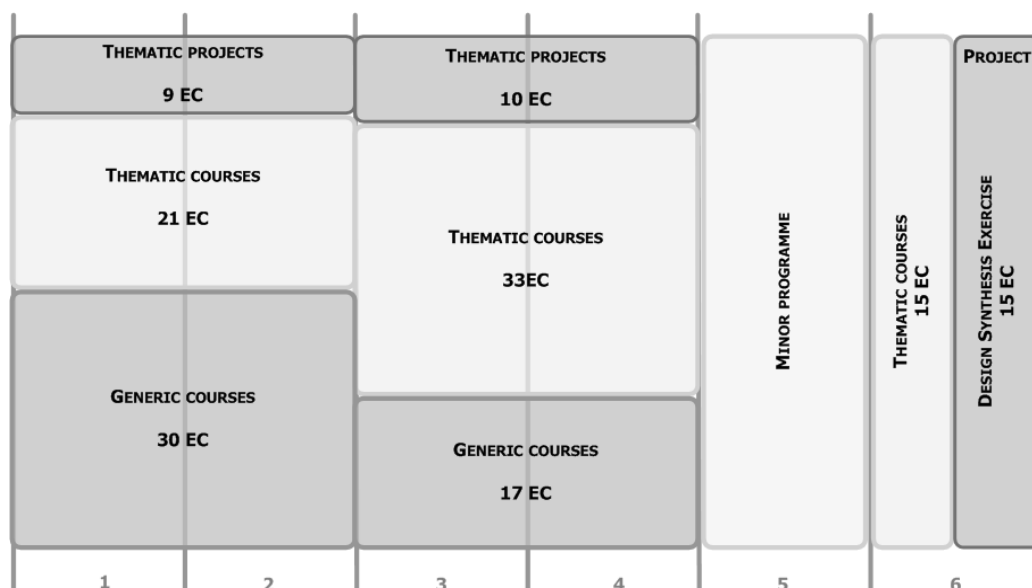 Thematic projects
9 EC
Thematic courses
21 EC
Generic courses
30 EC
Thematic projects
10 EC
Thematic courses
33EC
Generic courses
17 EC
Minor programme
Thematic courses
15 EC
Project
Design Synthesis Exercise
15 EC
1
2
3
4
5
6